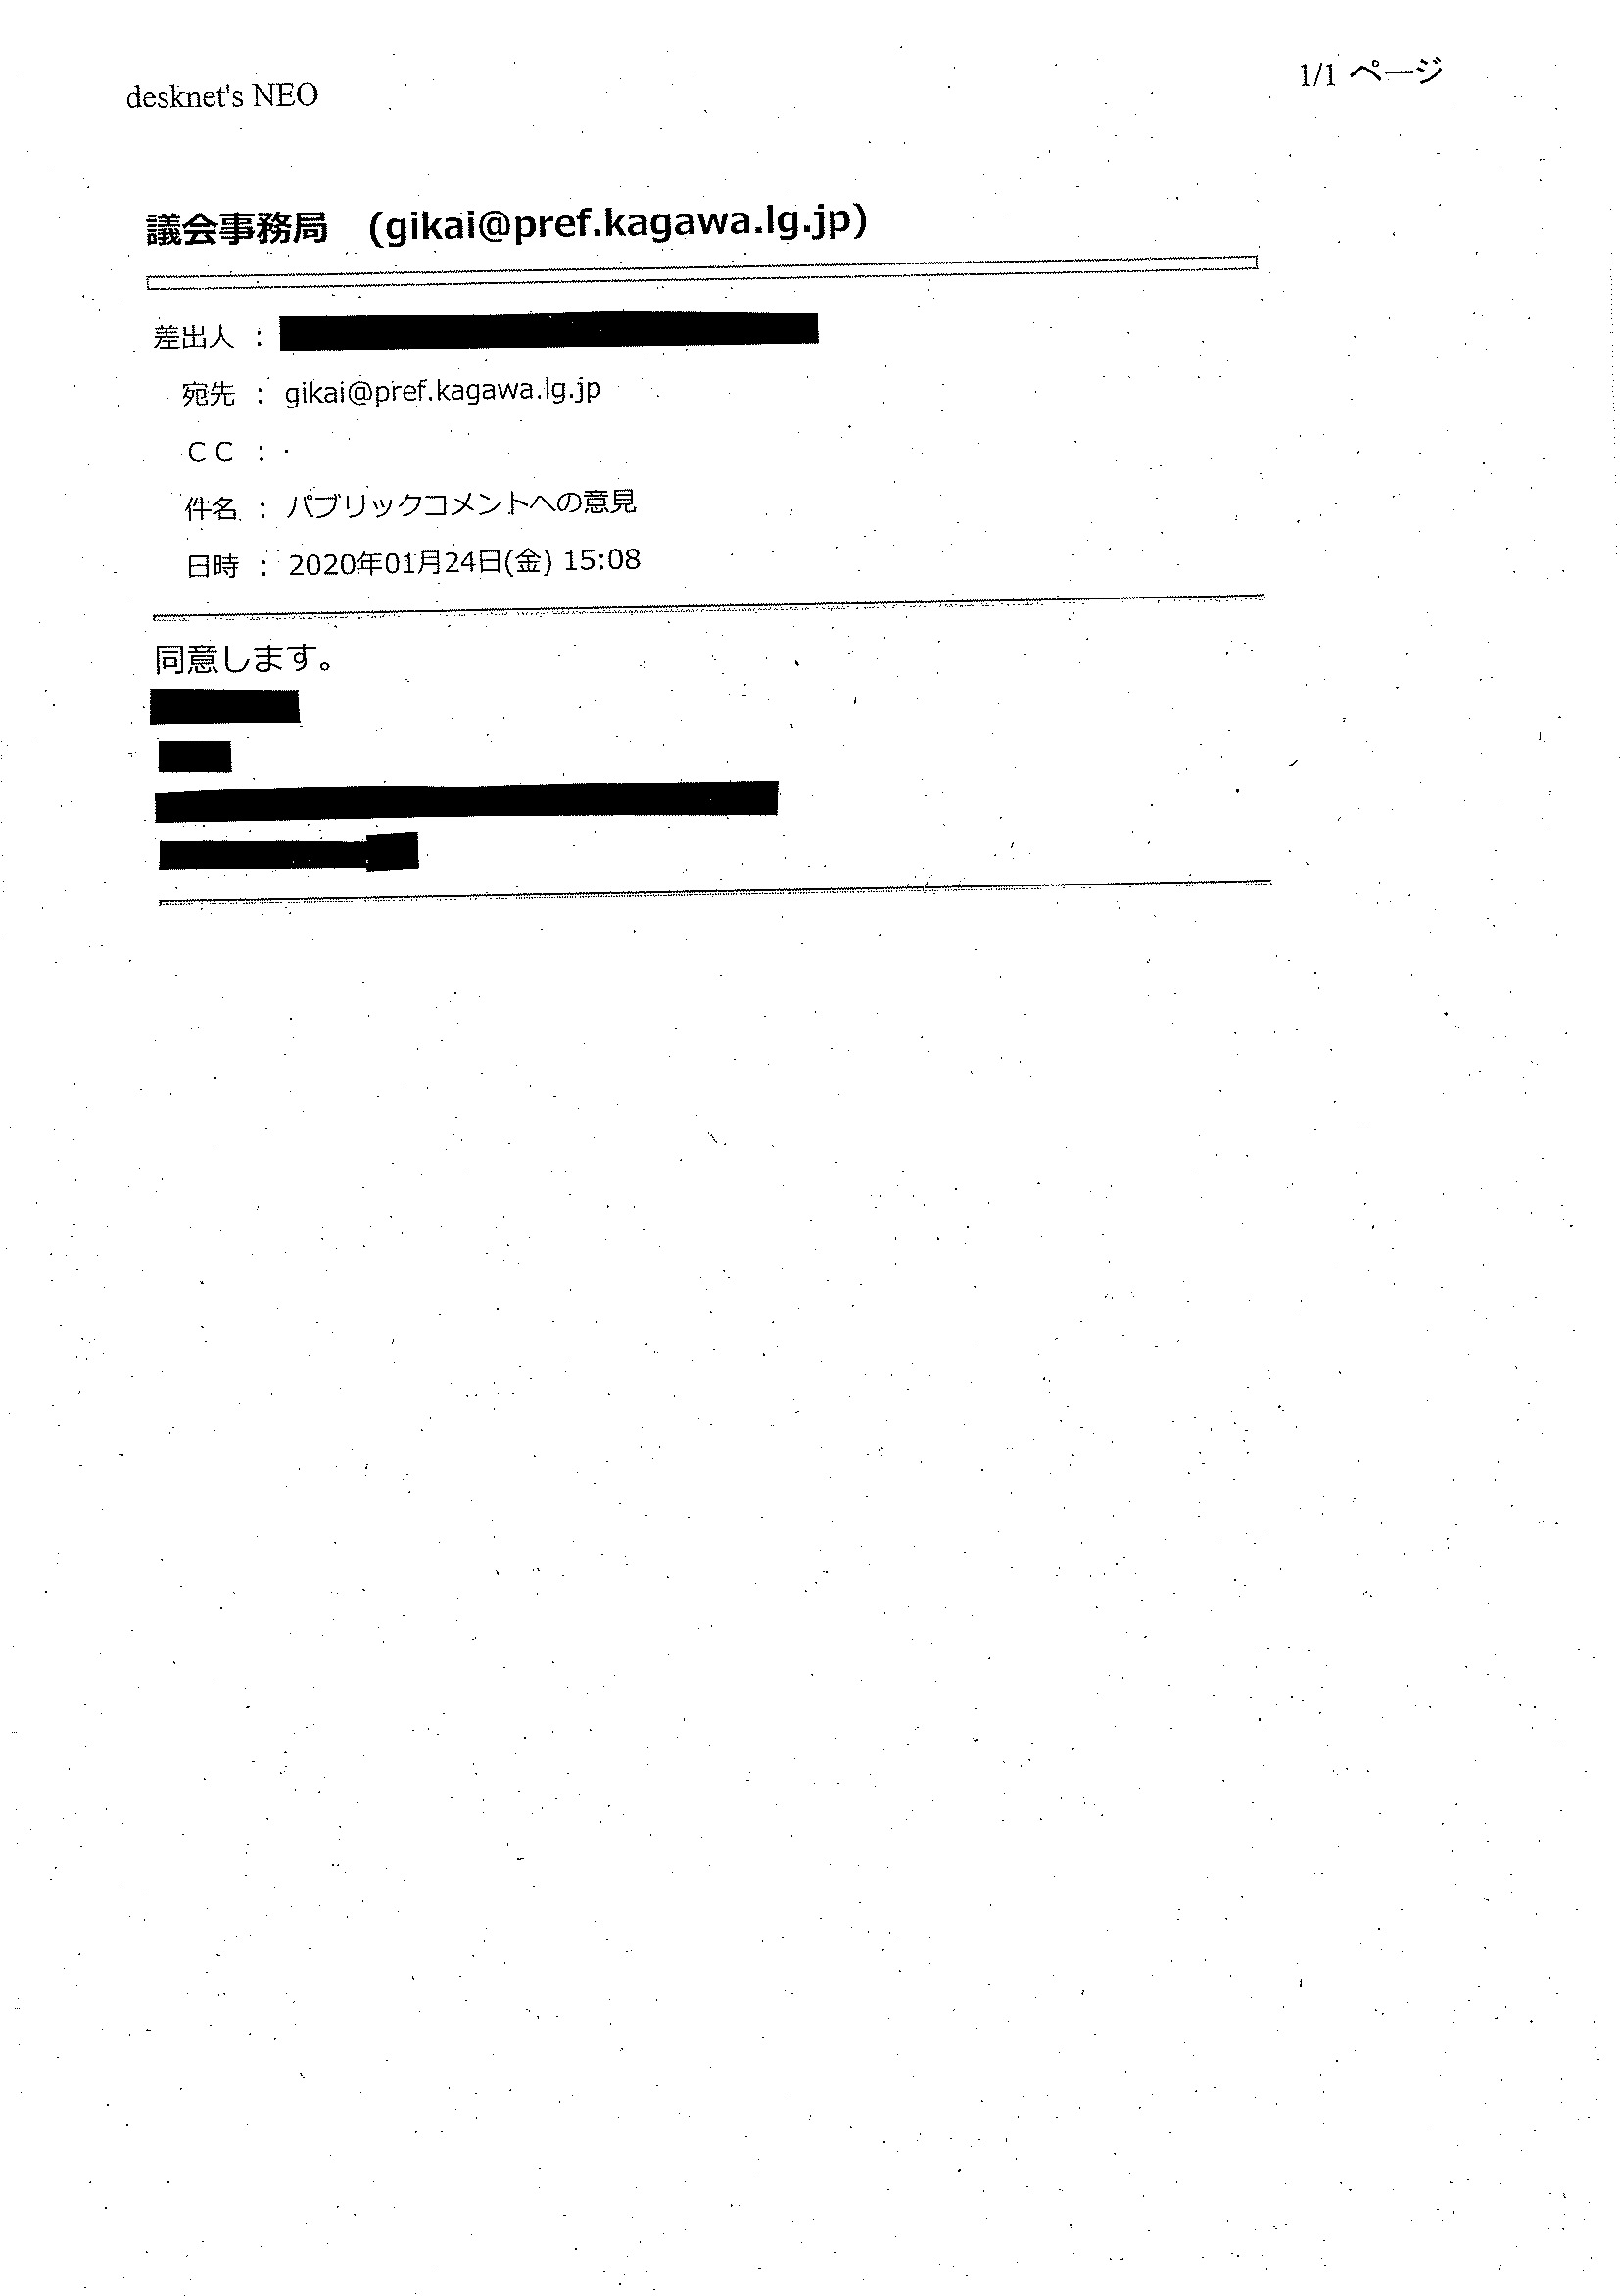 desknet's NEO
1/1 ページ
議会事務局 (gikai@pref.kagawa.lg.jp)
差出人 :
宛先 : gikai@pref.kagawa.lg.jp
CC :
件名 : パブリックコメントへの意見
日時 : 2020年01月24日(金) 15:08
同意します。